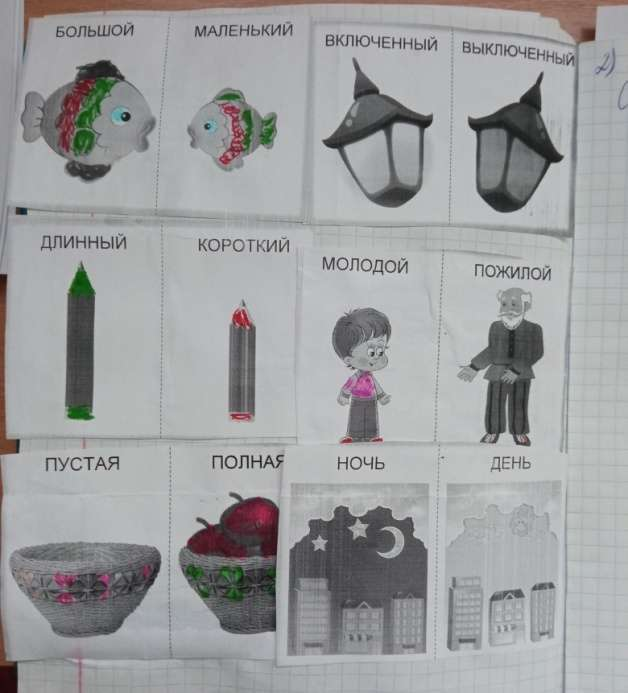 БОЛЬШОЙ
МАЛЕНЬКИЙ
ВКЛЮЧЕННЫЙ
ВЫКЛЮЧЕННЫЙ
ДЛИННЫЙ
КОРОТКИЙ
МОЛОДОЙ
ПОЖИЛОЙ
ПУСТАЯ
ПОЛНАЯ
НОЧЬ
ДЕНЬ
2)